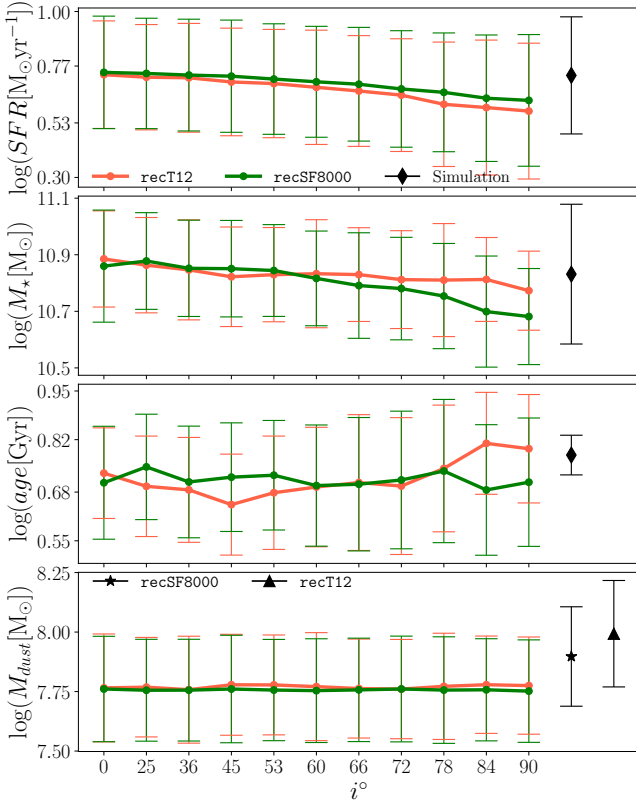 log(SFR[M⊙yr⁻¹])
1.00
0.77
0.53
0.30
recT12 recSF8000 Simulation
log(M⋆[M⊙])
11.1
10.9
10.7
10.5
log(age[Gyr])
0.95
0.82
0.68
0.55
log(M_dust[M⊙])
8.25
8.00
7.75
7.50
recSF8000 recT12
0 25 36 45 53 60 66 72 78 84 90
i°